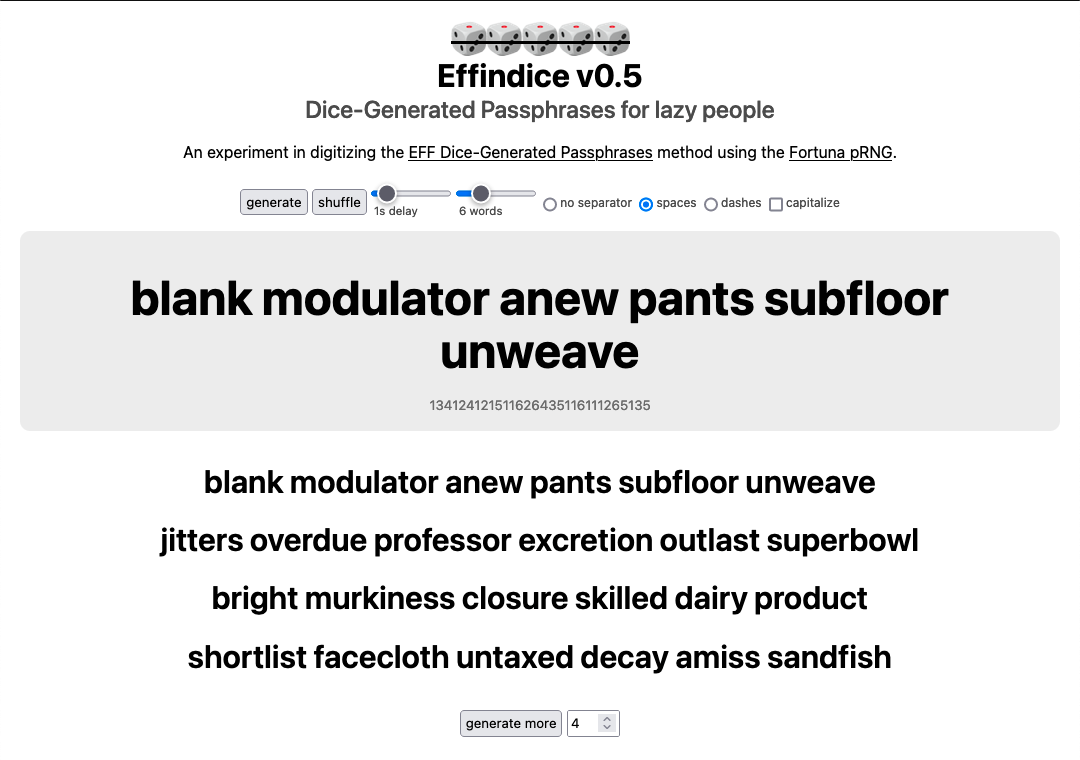 Effindice v0.5
Dice-Generated Passphrases for lazy people
An experiment in digitizing the EFF Dice-Generated Passphrases method using the Fortuna pRNG.
generate shuffle 1s delay 6 words no separator spaces dashes capitalize
blank modulator anew pants subfloor
unweave
134124121511626435116111265135
blank modulator anew pants subfloor unweave
jitters overdue professor excretion outlast superbowl
bright murkiness closure skilled dairy product
shortlist facecloth untaxed decay amiss sandfish
generate more 4